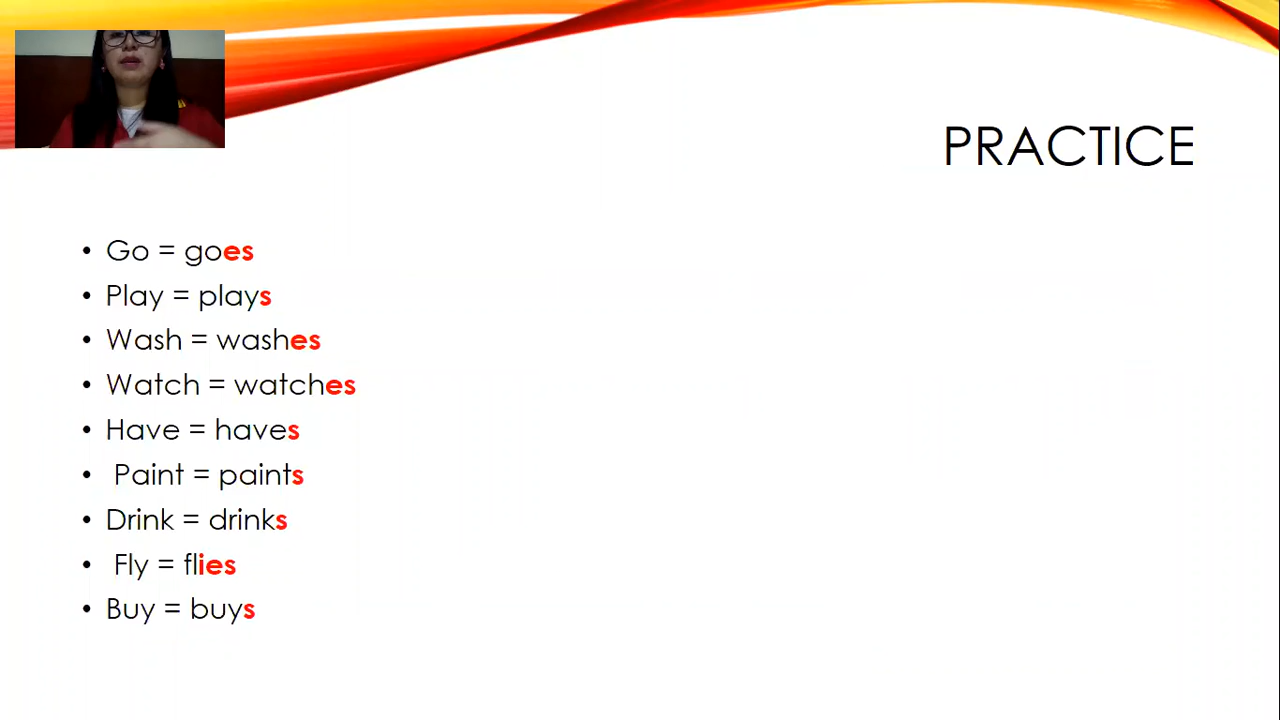 PRACTICE
• Go = goes
• Play = plays
• Wash = washes
• Watch = watches
• Have = haves
• Paint = paints
• Drink = drinks
• Fly = flies
• Buy = buys